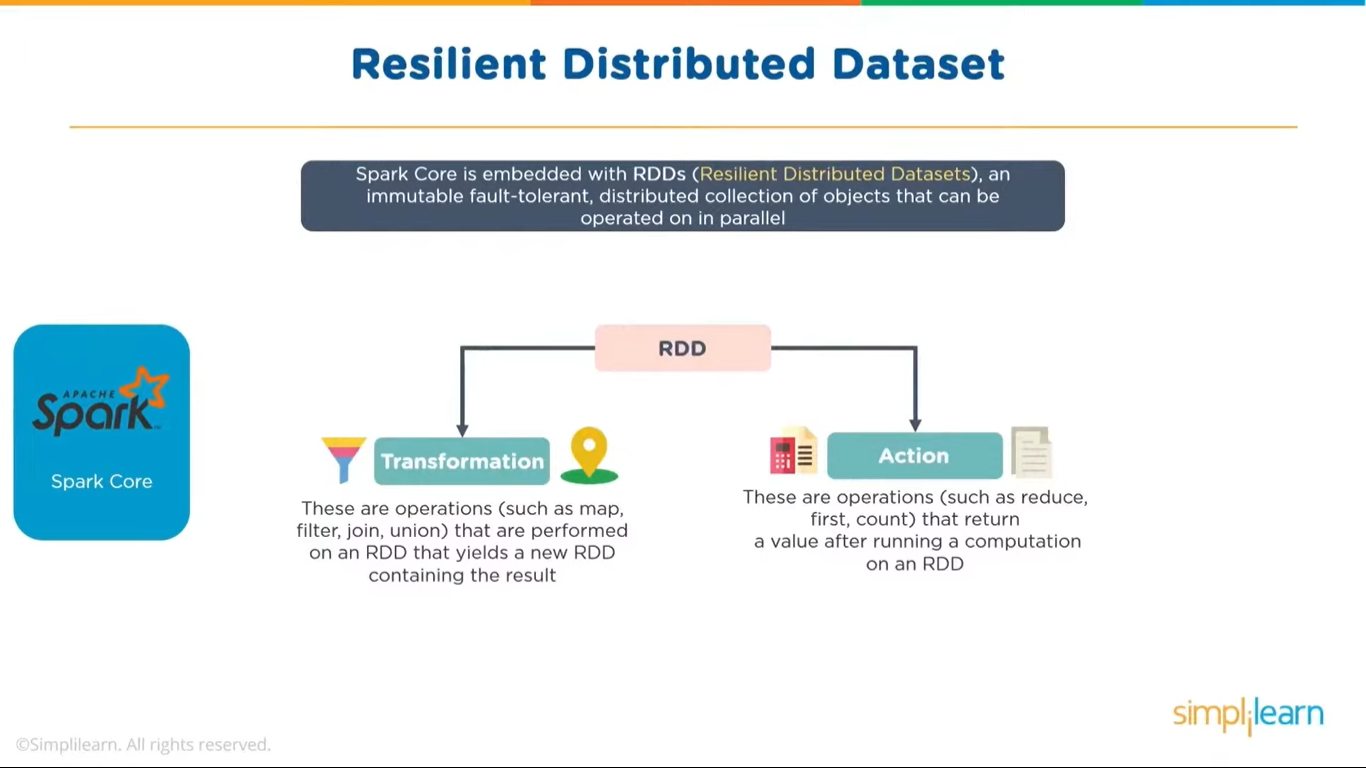 Resilient Distributed Dataset
Spark Core is embedded with RDDs (Resilient Distributed Datasets), an
immutable fault-tolerant, distributed collection of objects that can be
operated on in parallel
RDD
APACHE
Spark
Spark Core
Transformation
These are operations (such as map,
filter, join, union) that are performed
on an RDD that yields a new RDD
containing the result
Action
These are operations (such as reduce,
first, count) that return
a value after running a computation
on an RDD
simplilearn
©Simplilearn. All rights reserved.